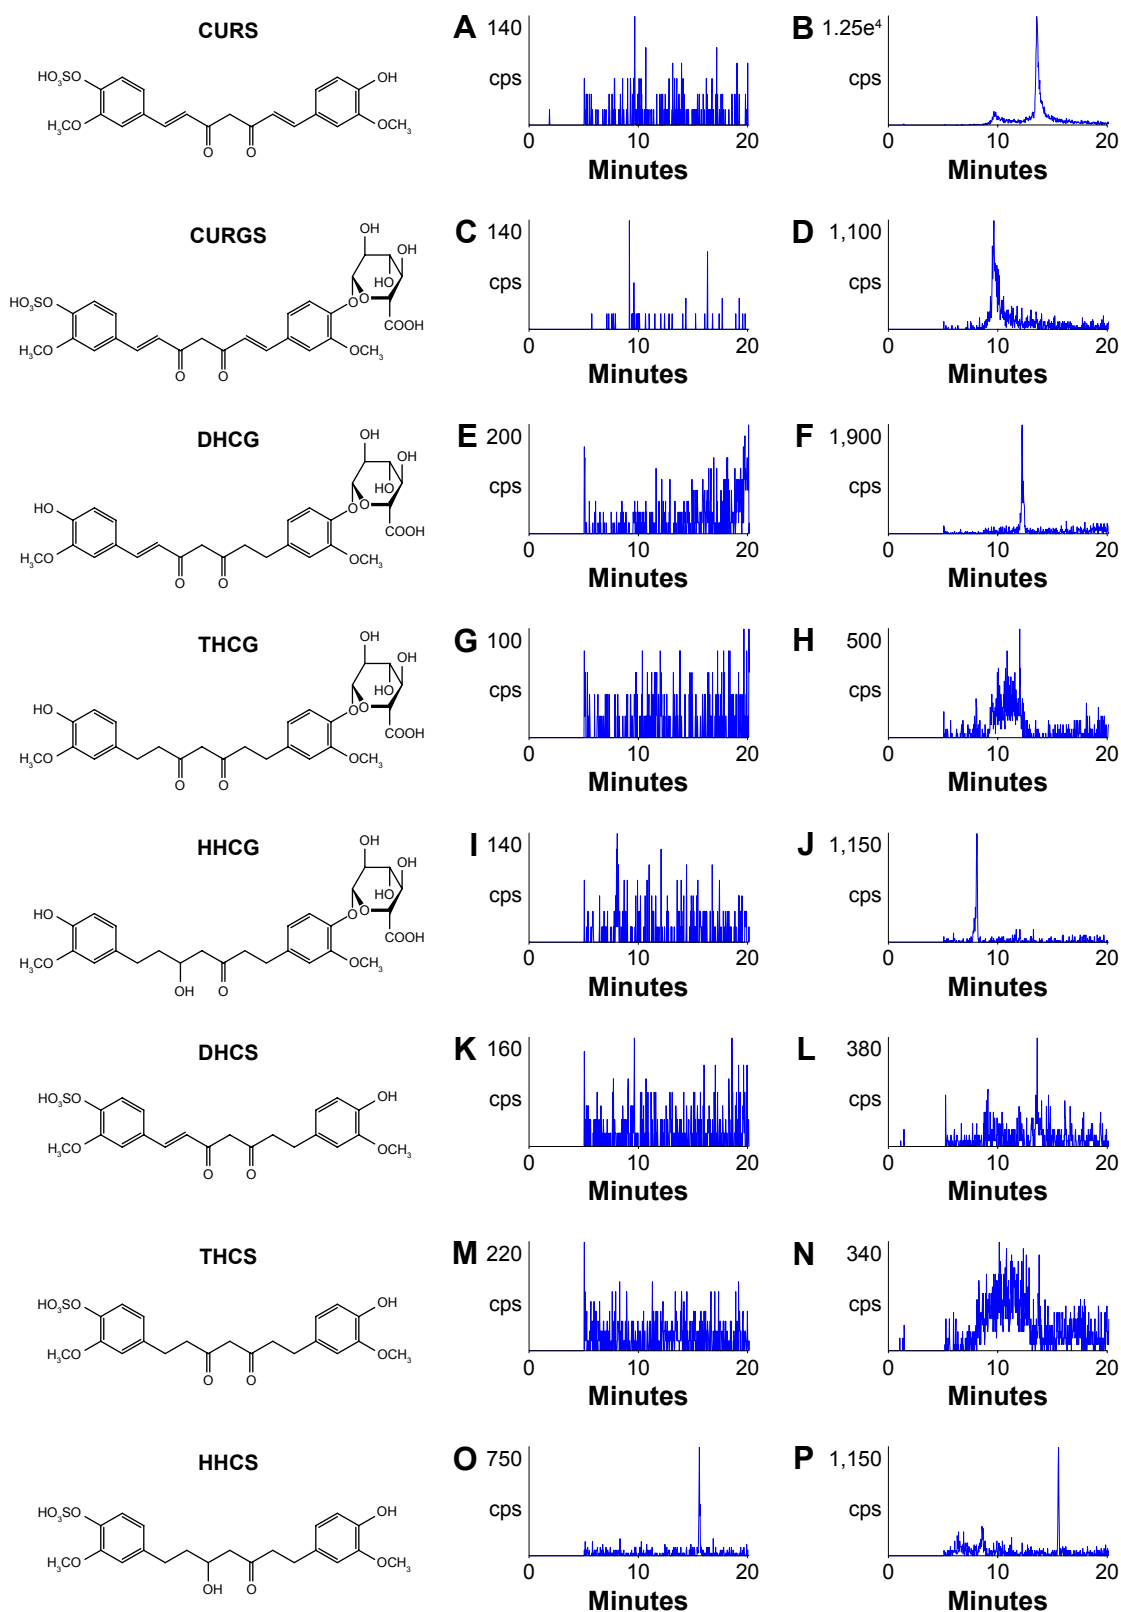 CURS
HO₃SO
H₃CO
O
O
OH
OCH₃
A
140
cps
0
10
20
Minutes
B
1.25e⁴
0
10
20
Minutes
CURGS
HO₃SO
H₃CO
O
O
O
OCH₃
OH
OH
HO
O
COOH
C
140
cps
0
10
20
Minutes
D
1,100
cps
0
10
20
Minutes
DHCG
HO
H₃CO
O
O
O
OCH₃
OH
OH
HO
O
COOH
E
200
cps
0
10
20
Minutes
F
1,900
cps
0
10
20
Minutes
THCG
HO
H₃CO
O
O
O
OCH₃
OH
OH
HO
O
COOH
G
100
cps
0
10
20
Minutes
H
500
cps
0
10
20
Minutes
HHCG
HO
H₃CO
OH
O
O
OCH₃
OH
OH
HO
O
COOH
I
140
cps
0
10
20
Minutes
J
1,150
cps
0
10
20
Minutes
DHCS
HO₃SO
H₃CO
O
O
OH
OCH₃
K
160
cps
0
10
20
Minutes
L
380
cps
0
10
20
Minutes
THCS
HO₃SO
H₃CO
O
O
OH
OCH₃
M
220
cps
0
10
20
Minutes
N
340
cps
0
10
20
Minutes
HHCS
HO₃SO
H₃CO
OH
O
OH
OCH₃
O
750
cps
0
10
20
Minutes
P
1,150
cps
0
10
20
Minutes